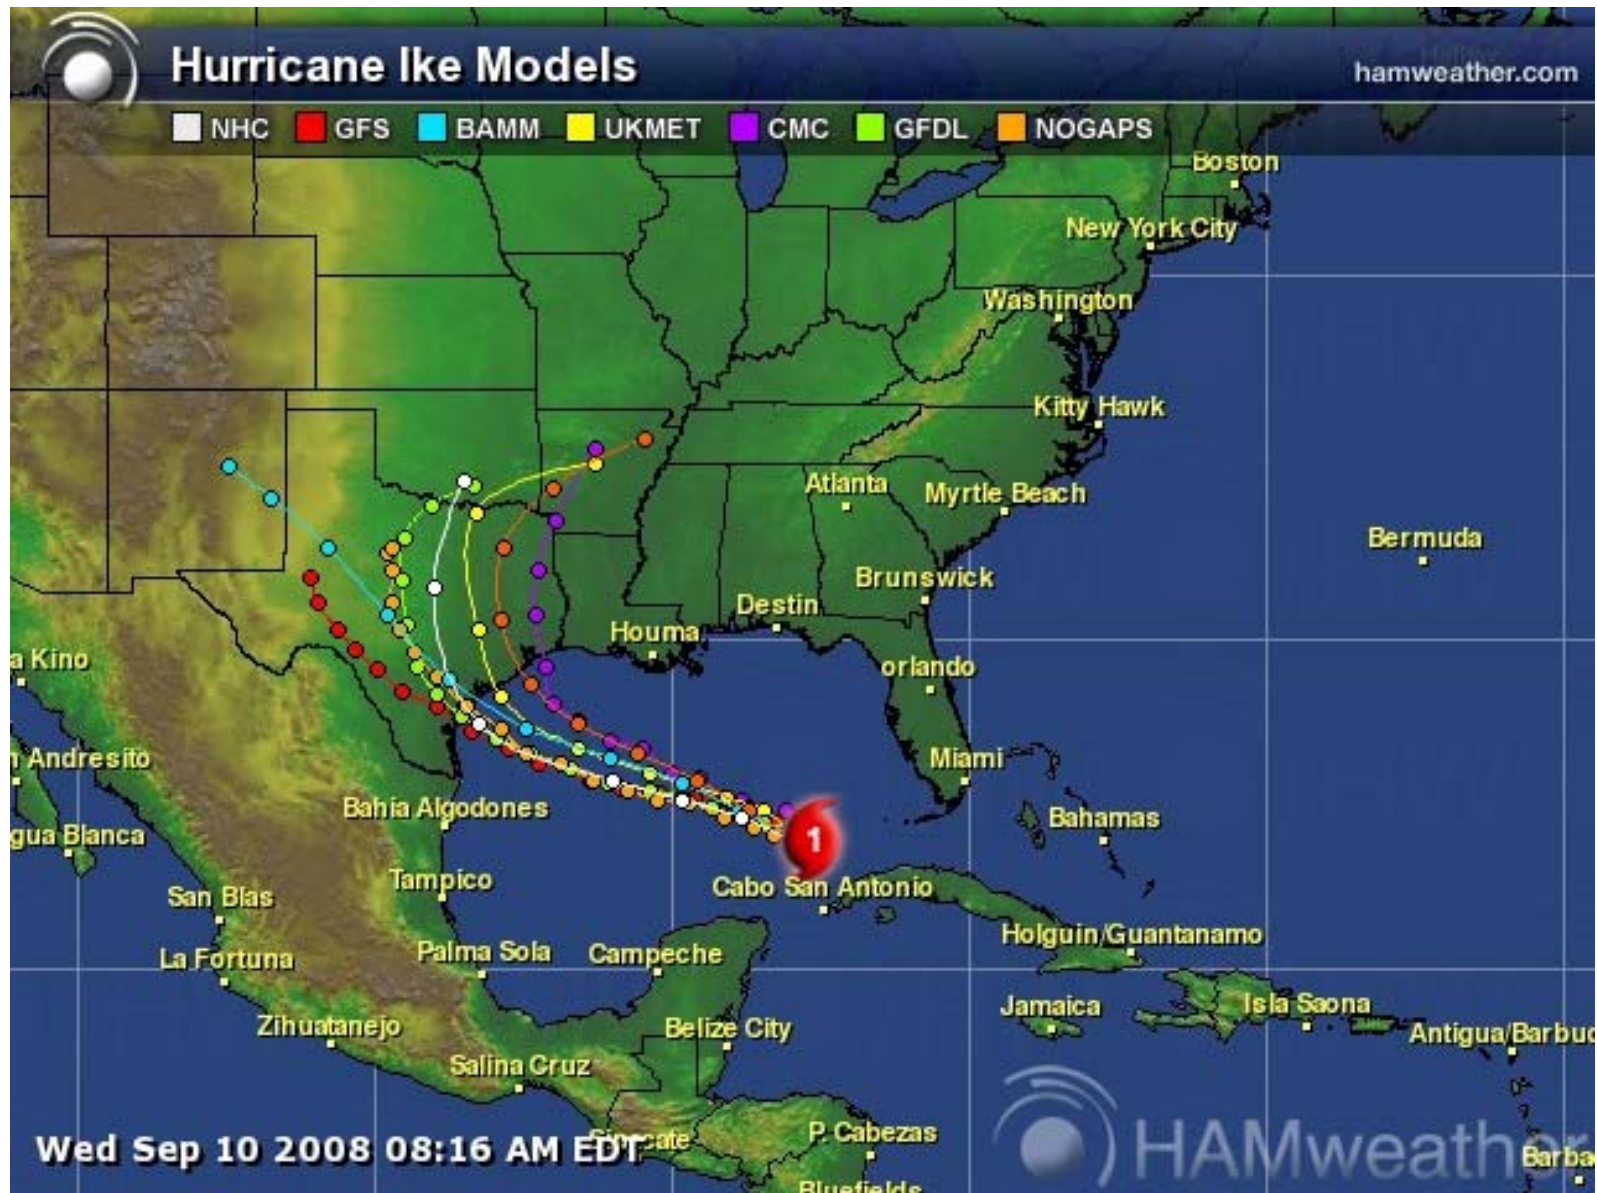 Halifax
Hurricane Ike Models
hamweather.com
NHC GFS BAMM UKMET CMC GFDL NOGAPS
Boston
New York City
Washington
Kitty Hawk
Atlanta
Myrtle Beach
Bermuda
Brunswick
Destin
Houma
a Kino
orlando
n Andresito
Miami
Bahia Algodones
Bahamas
gua Blanca
1
Tampico
Cabo San Antonio
San Blas
Holguin/Guantanamo
Palma Sola
Campeche
La Fortuna
Jamaica
Isla Saona
Zihuatanejo
Belize City
Antigua/Barbuc
Salina Cruz
Wed Sep 10 2008 08:16 AM EDT
P. Cabezas
HAMweather
Barba
Bluefields